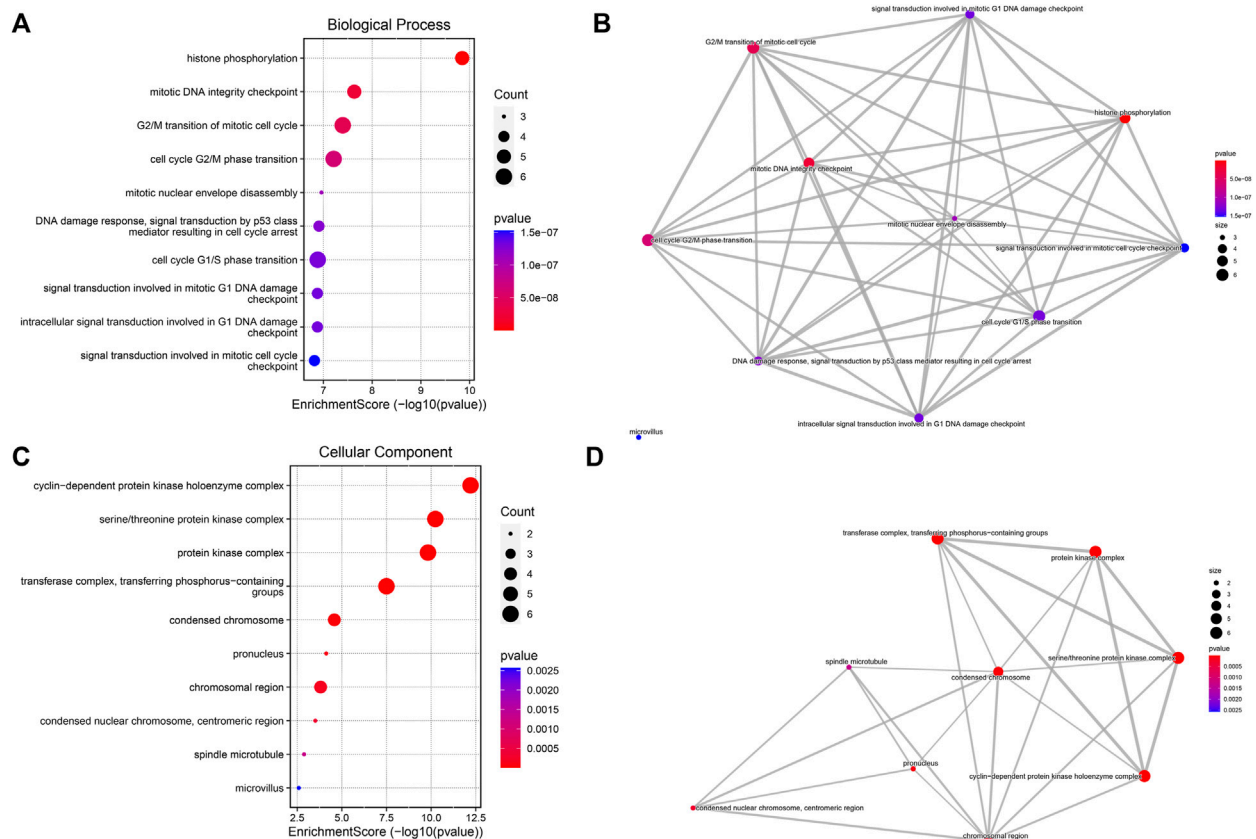 A
Biological Process
histone phosphorylation
mitotic DNA integrity checkpoint
G2/M transition of mitotic cell cycle
cell cycle G2/M phase transition
mitotic nuclear envelope disassembly
DNA damage response, signal transduction by p53 class
mediator resulting in cell cycle arrest
cell cycle G1/S phase transition
signal transduction involved in mitotic G1 DNA damage
checkpoint
intracellular signal transduction involved in G1 DNA damage
checkpoint
signal transduction involved in mitotic cell cycle
checkpoint
7 8 9 10
EnrichmentScore (−log10(pvalue))
Count
3
4
5
6
pvalue
1.5e−07
1.0e−07
5.0e−08
B
signal transduction involved in mitotic G1 DNA damage checkpoint
G2/M transition of mitotic cell cycle
histone phosphorylation
mitotic DNA integrity checkpoint
mitotic nuclear envelope disassembly
cell cycle G2/M phase transition
signal transduction involved in mitotic cell cycle checkpoint
cell cycle G1/S phase transition
DNA damage response, signal transduction by p53 class mediator resulting in cell cycle arrest
intracellular signal transduction involved in G1 DNA damage checkpoint
pvalue
5.0e−08
1.0e−07
1.5e−07
size
3
4
5
6
C
Cellular Component
cyclin−dependent protein kinase holoenzyme complex
serine/threonine protein kinase complex
protein kinase complex
transferase complex, transferring phosphorus−containing
groups
condensed chromosome
pronucleus
chromosomal region
condensed nuclear chromosome, centromeric region
spindle microtubule
microvillus
2.5 5.0 7.5 10.0 12.5
EnrichmentScore (−log10(pvalue))
Count
2
3
4
5
6
pvalue
0.0025
0.0020
0.0015
0.0010
0.0005
D
microvillus
transferase complex, transferring phosphorus−containing groups
protein kinase complex
serine/threonine protein kinase complex
spindle microtubule
condensed chromosome
pronucleus
cyclin−dependent protein kinase holoenzyme complex
condensed nuclear chromosome, centromeric region
chromosomal region
size
2
3
4
5
6
pvalue
0.0005
0.0010
0.0015
0.0020
0.0025